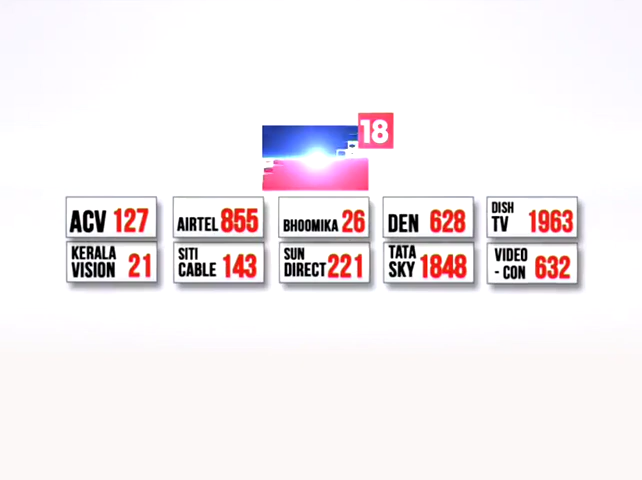 18
ACV 127
AIRTEL 855
BHOOMIKA 26
DEN 628
DISH TV 1963
KERALA VISION 21
SITI CABLE 143
SUN DIRECT 221
TATA SKY 1848
VIDEO - CON 632